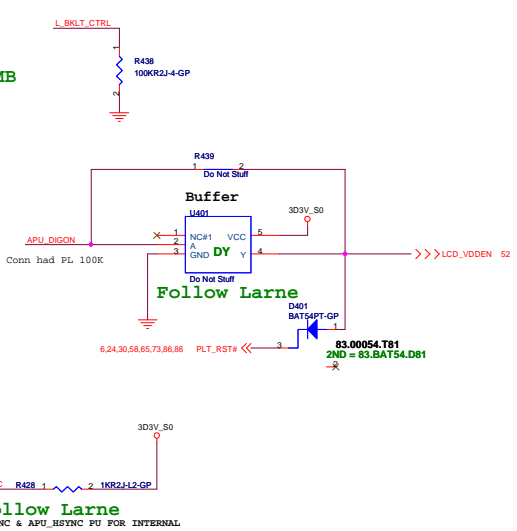 L_BKLT_CTRL
1
R438
100KR2J-4-GP
2
MB
R439
1 2
Do Not Stuff
Buffer
U401
3D3V_S0
1 NC#1 VCC 5
APU_DIGON 2 A
3 GND DY Y 4
LCD_VDDEN 52
Conn had PL 100K
Do Not Stuff
Follow Larne
D401
BAT54PT-GP
1
83.00054.T81
6,24,30,58,65,73,86,88 PLT_RST# 3
2ND = 83.BAT54.D81
2
3D3V_S0
R428 1 2 1KR2J-L2-GP
llow Larne
NC & APU_HSYNC PU FOR INTERNAL